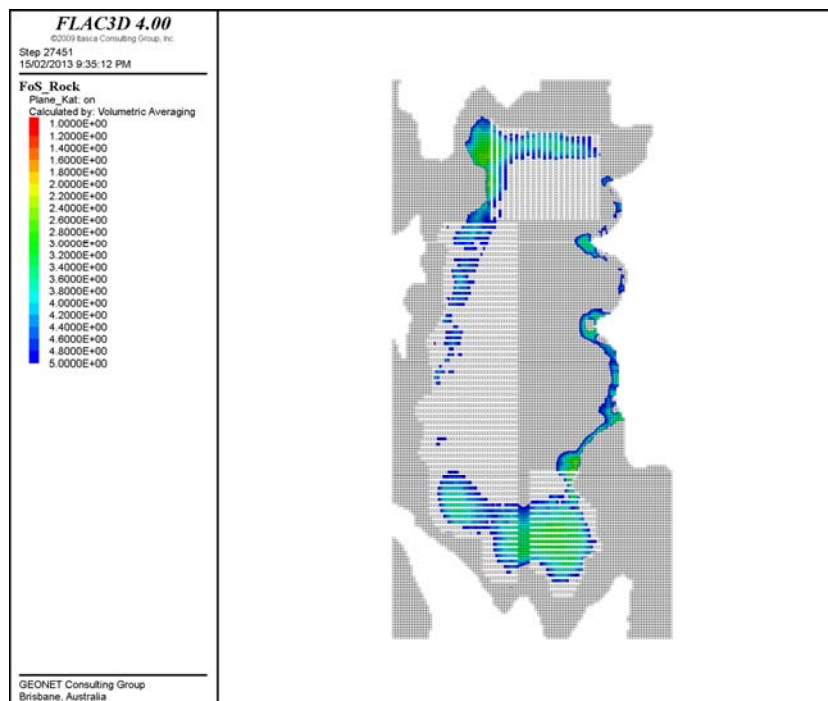 FLAC3D 4.00
©2009 Itasca Consulting Group, Inc.
Step 27451
15/02/2013 9:35:12 PM
FoS_Rock
Plane_Kat: on
Calculated by: Volumetric Averaging
1.0000E+00
1.2000E+00
1.4000E+00
1.6000E+00
1.8000E+00
2.0000E+00
2.2000E+00
2.4000E+00
2.6000E+00
2.8000E+00
3.0000E+00
3.2000E+00
3.4000E+00
3.6000E+00
3.8000E+00
4.0000E+00
4.2000E+00
4.4000E+00
4.6000E+00
4.8000E+00
5.0000E+00
GEONET Consulting Group
Brisbane, Australia